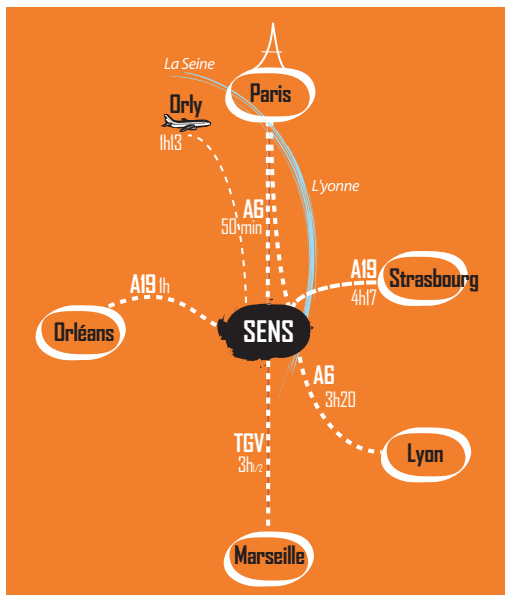 La Seine
Paris
Orly
1h13
L'yonne
A6
50 min
A19
4h17
Strasbourg
A19 1h
Orléans
SENS
A6
3h20
TGV
3h1/2
Lyon
Marseille